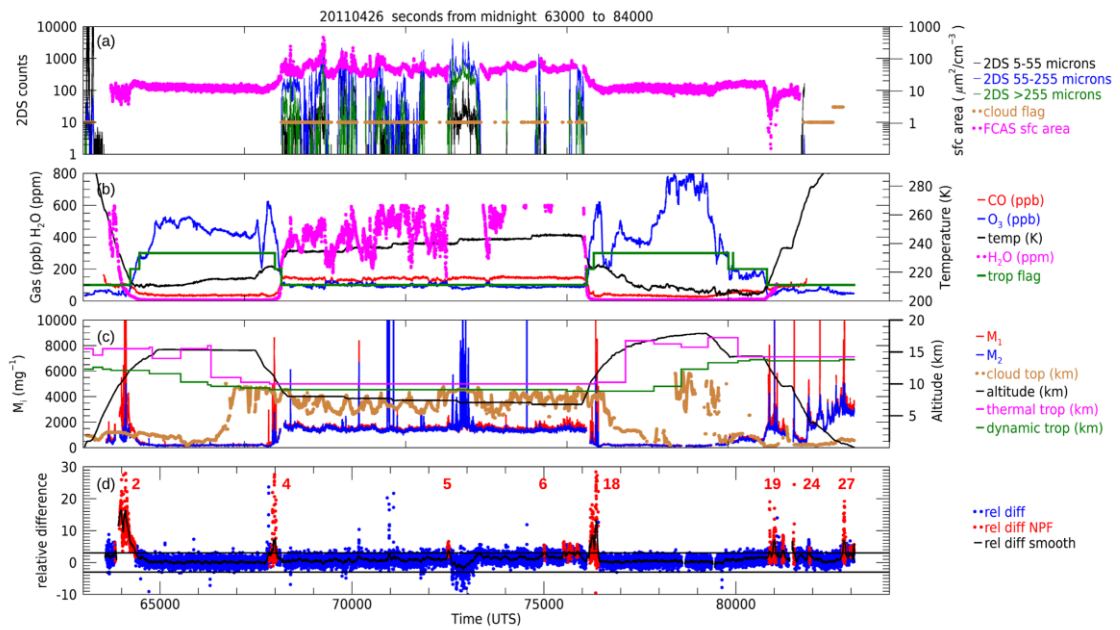 20110426 seconds from midnight 63000 to 84000
(a)
2DS counts
10000
1000
100
10
1
1000
100
10
1
sfc area ( μm²/cm⁻³ )
2DS 5-55 microns
2DS 55-255 microns
2DS >255 microns
cloud flag
FCAS sfc area
(b)
Gas (ppb) H₂O (ppm)
800
600
400
200
0
280
260
240
220
200
Temperature (K)
CO (ppb)
O₃ (ppb)
temp (K)
H₂O (ppm)
trop flag
(c)
Mᵢ (mg⁻¹)
10000
8000
6000
4000
2000
0
20
15
10
5
Altitude (km)
M₁
M₂
cloud top (km)
altitude (km)
thermal trop (km)
dynamic trop (km)
(d)
relative difference
30
20
10
0
-10
2
4
5
6
18
19
24
27
rel diff
rel diff NPF
rel diff smooth
65000
70000
75000
80000
Time (UTS)